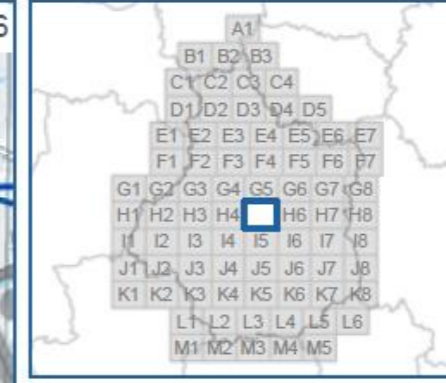 6
A1
B1 B2 B3
C1 C2 C3 C4
D1 D2 D3 D4 D5
E1 E2 E3 E4 E5 E6 E7
F1 F2 F3 F4 F5 F6 F7
G1 G2 G3 G4 G5 G6 G7 G8
H1 H2 H3 H4 H6 H7 H8
I1 I2 I3 I4 I5 I6 I7 I8
J1 J2 J3 J4 J5 J6 J7 J8
K1 K2 K3 K4 K5 K6 K7 K8
L1 L2 L3 L4 L5 L6
M1 M2 M3 M4 M5